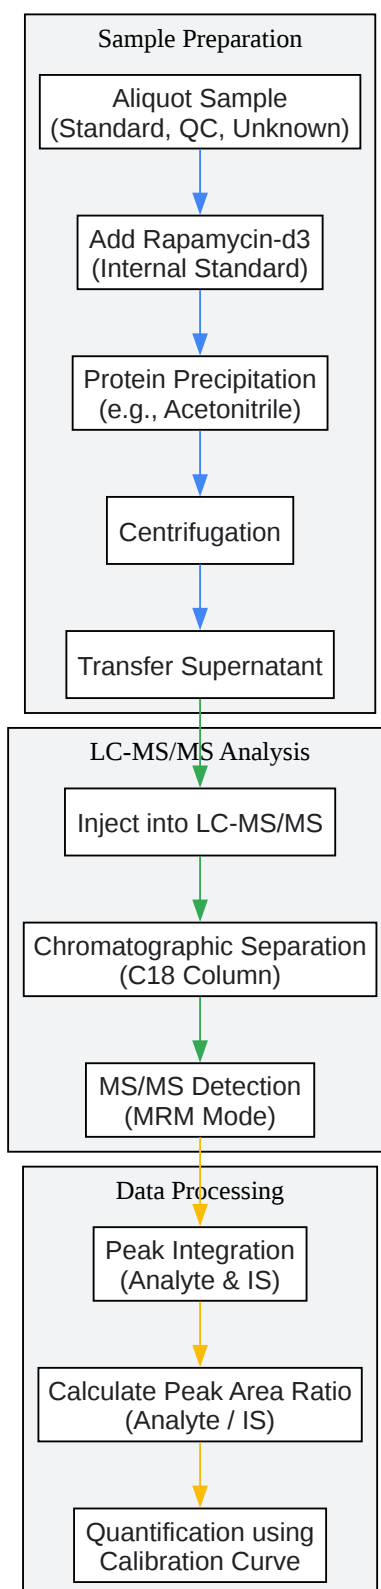 Sample Preparation
Aliquot Sample
(Standard, QC, Unknown)
Add Rapamycin-d3
(Internal Standard)
Protein Precipitation
(e.g., Acetonitrile)
Centrifugation
Transfer Supernatant
LC-MS/MS Analysis
Inject into LC-MS/MS
Chromatographic Separation
(C18 Column)
MS/MS Detection
(MRM Mode)
Data Processing
Peak Integration
(Analyte & IS)
Calculate Peak Area Ratio
(Analyte / IS)
Quantification using
Calibration Curve